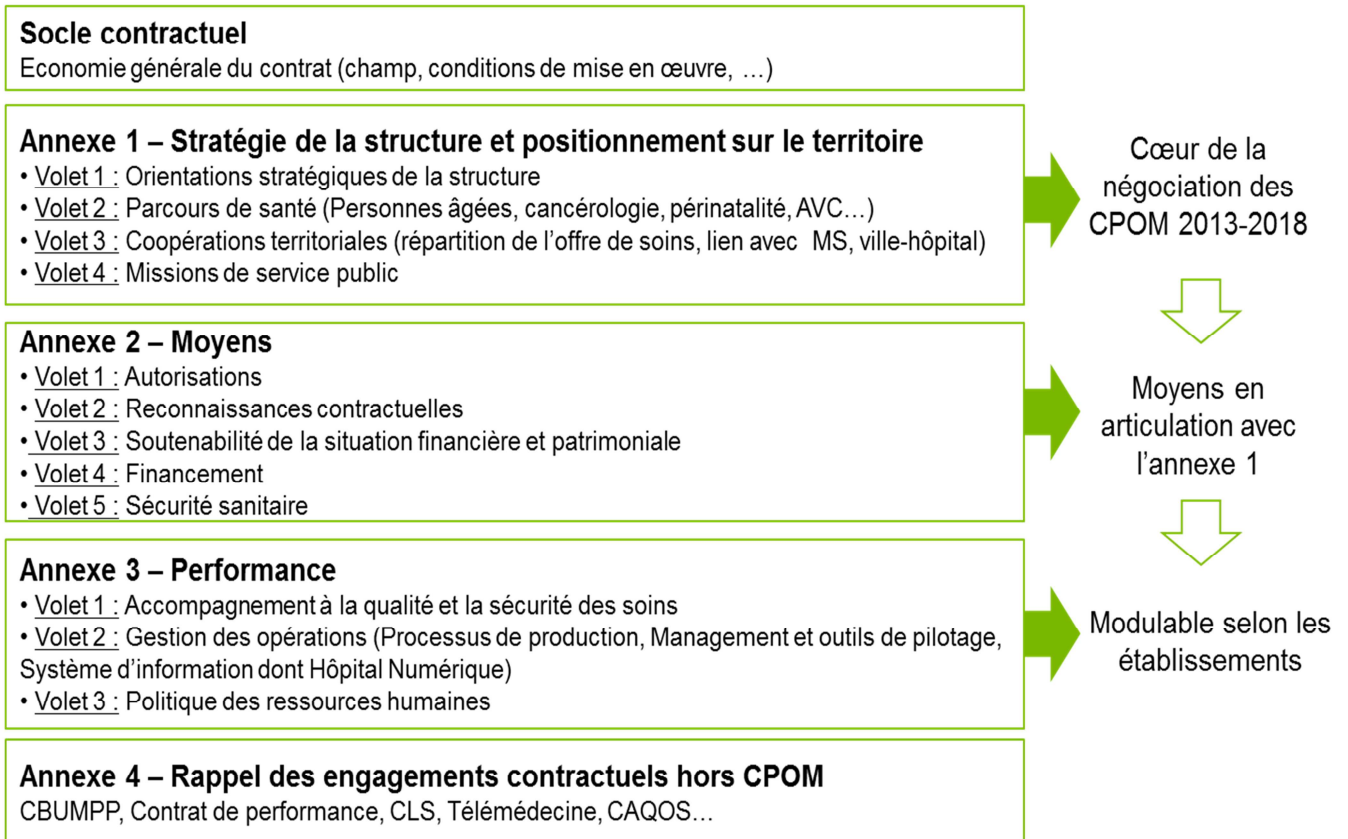 Socle contractuel
Economie générale du contrat (champ, conditions de mise en œuvre, …)
Annexe 1 – Stratégie de la structure et positionnement sur le territoire
• Volet 1 : Orientations stratégiques de la structure
• Volet 2 : Parcours de santé (Personnes âgées, cancérologie, périnatalité, AVC…)
• Volet 3 : Coopérations territoriales (répartition de l’offre de soins, lien avec MS, ville-hôpital)
• Volet 4 : Missions de service public
Cœur de la
négociation des
CPOM 2013-2018
Annexe 2 – Moyens
• Volet 1 : Autorisations
• Volet 2 : Reconnaissances contractuelles
• Volet 3 : Soutenabilité de la situation financière et patrimoniale
• Volet 4 : Financement
• Volet 5 : Sécurité sanitaire
Moyens en
articulation avec
l’annexe 1
Annexe 3 – Performance
• Volet 1 : Accompagnement à la qualité et la sécurité des soins
• Volet 2 : Gestion des opérations (Processus de production, Management et outils de pilotage,
Système d’information dont Hôpital Numérique)
• Volet 3 : Politique des ressources humaines
Modulable selon les
établissements
Annexe 4 – Rappel des engagements contractuels hors CPOM
CBUMPP, Contrat de performance, CLS, Télémédecine, CAQOS…